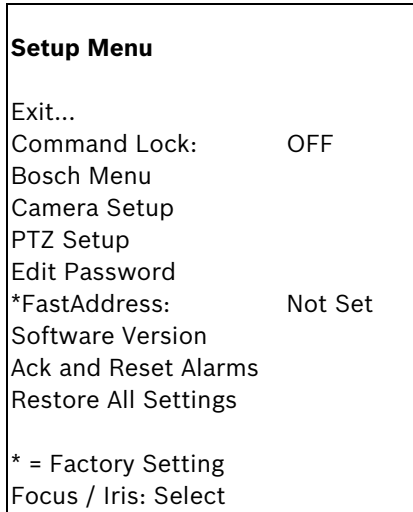 Setup Menu
Exit...
Command Lock: OFF
Bosch Menu
Camera Setup
PTZ Setup
Edit Password
*FastAddress: Not Set
Software Version
Ack and Reset Alarms
Restore All Settings
* = Factory Setting
Focus / Iris: Select